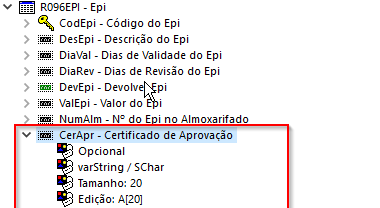 R096EPI - Epi
CodEpi - Código do Epi
DesEpi - Descrição do Epi
DiaVal - Dias de Validade do Epi
DiaRev - Dias de Revisão do Epi
DevEpi - Devolve Epi
ValEpi - Valor do Epi
NumAlm - Nº do Epi no Almoxarifado
CerApr - Certificado de Aprovação
Opcional
varString / SChar
Tamanho: 20
Edição: A[20]